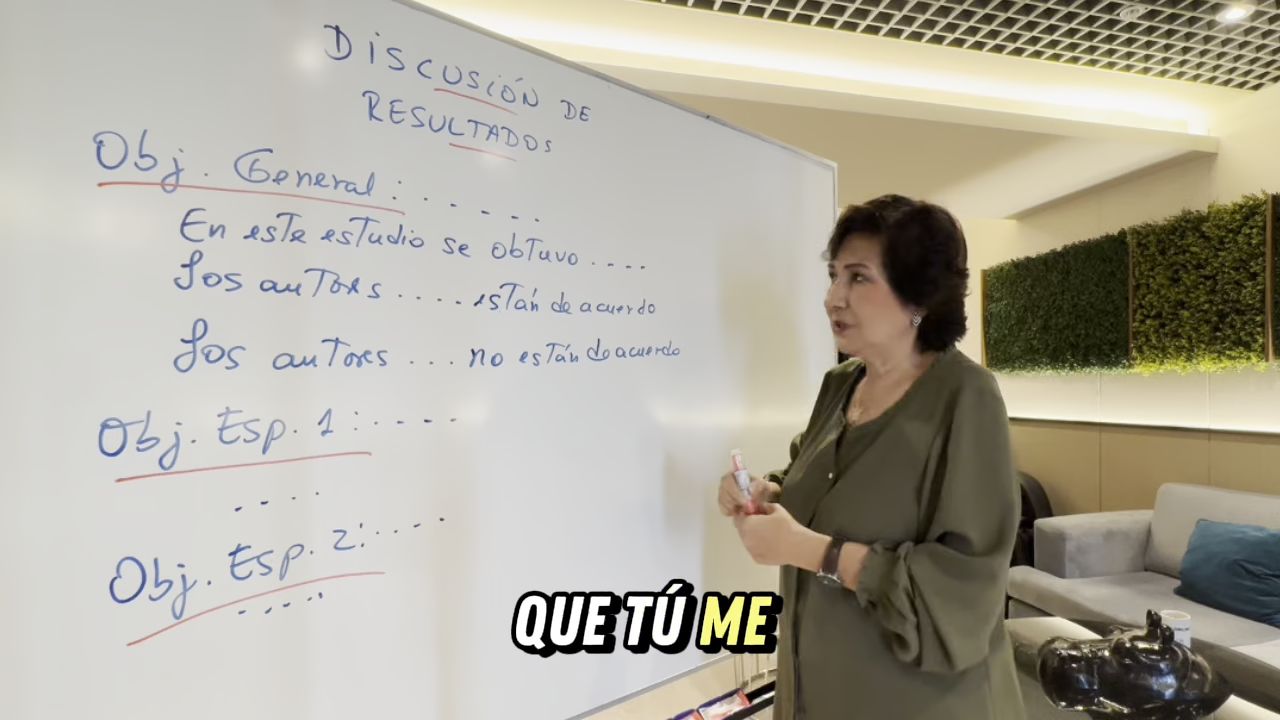 DISCUSIÓN DE
RESULTADOS
Obj. General: . . . . . .
En este estudio se obtuvo ....
Los autores .... están de acuerdo
Los autores ... no están de acuerdo
Obj. Esp. 1: ....
....
Obj. Esp. 2: ....
....
QUE TÚ ME